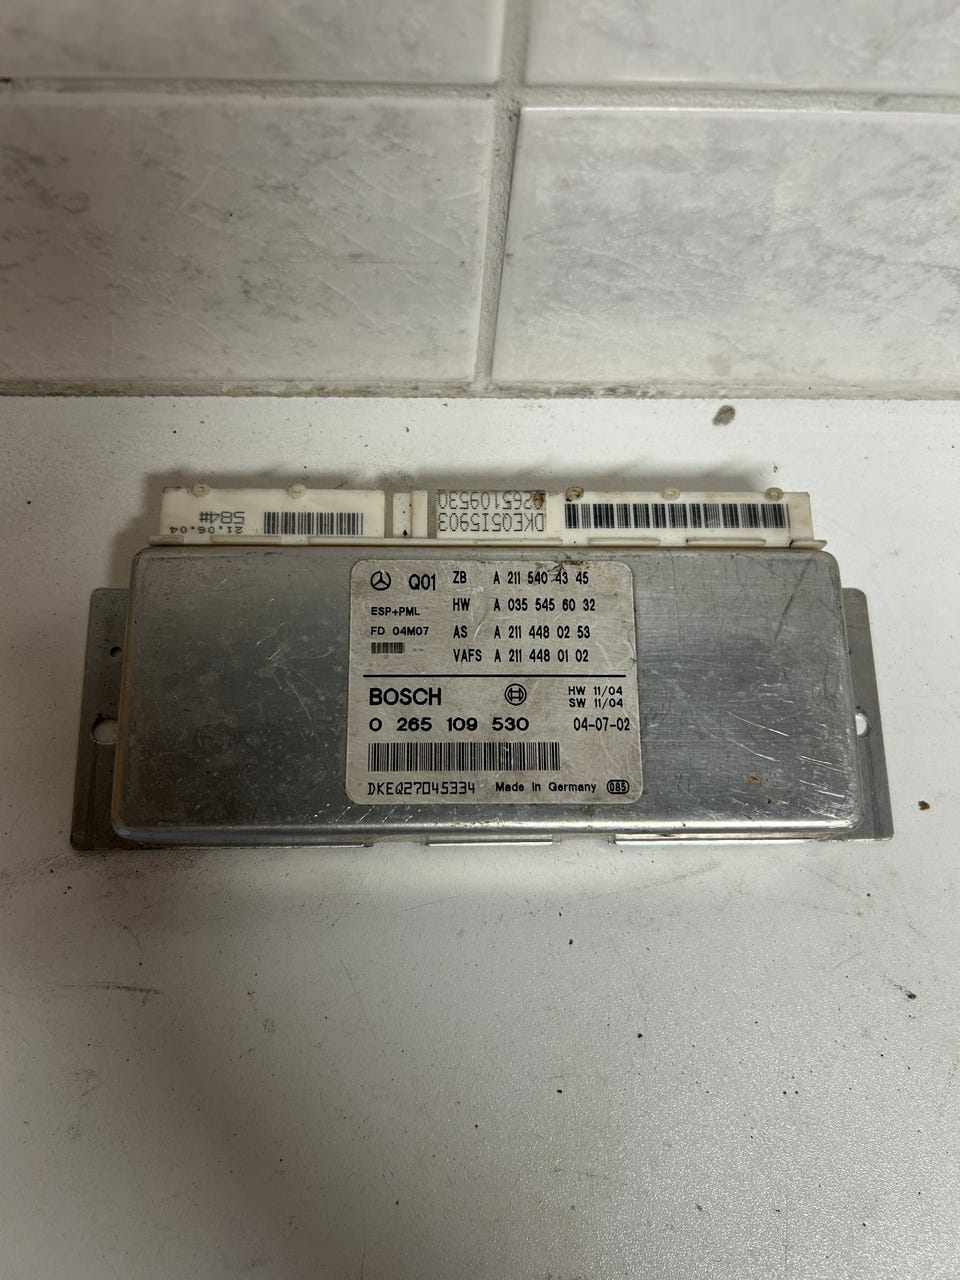 21.06.04
584#
0265109530
DKEQ5I5903
Q01
ESP+PML
FD 04M07
ZB A 211 540 43 45
HW A 035 545 60 32
AS A 211 448 02 53
VAFS A 211 448 01 02
BOSCH
HW 11/04
SW 11/04
0 265 109 530
04-07-02
DKEQ27045334 Made in Germany 085